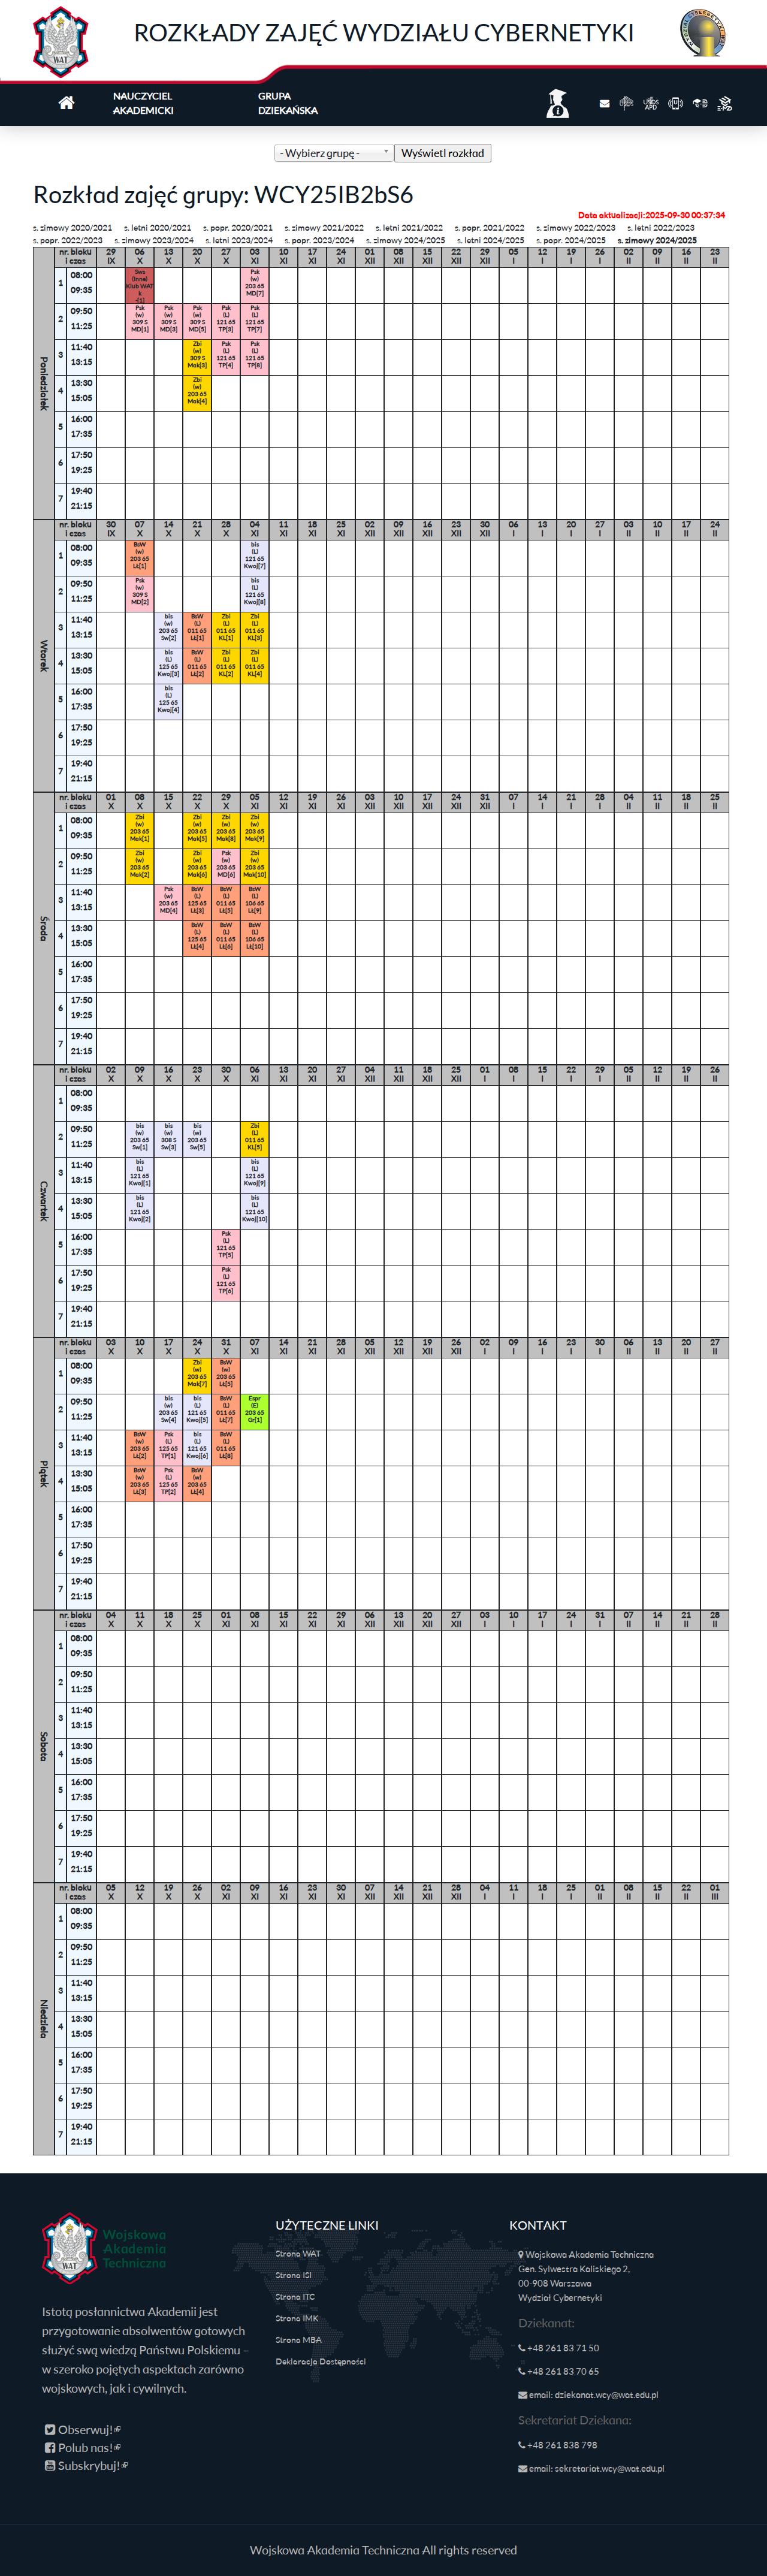 ROZKŁADY ZAJĘĆ WYDZIAŁU CYBERNETYKI
NAUCZYCIEL AKADEMICKI
GRUPA DZIEKAŃSKA
- Wybierz grupę -
Wyświetl rozkład
Rozkład zajęć grupy: WCY25IB2bS6
Data aktualizacji:2025-09-30 00:37:34
s. zimowy 2020/2021 s. letni 2020/2021 s. popr. 2020/2021 s. zimowy 2021/2022 s. letni 2021/2022 s. popr. 2021/2022 s. zimowy 2022/2023 s. letni 2022/2023
s. popr. 2022/2023 s. zimowy 2023/2024 s. letni 2023/2024 s. popr. 2023/2024 s. zimowy 2024/2025 s. letni 2024/2025 s. popr. 2024/2025 s. zimowy 2024/2025
Poniedziałek
nr. bloku i czas 29 IX 06 X 13 X 20 X 27 X 03 XI 10 XI 17 XI 24 XI 01 XII 08 XII 15 XII 22 XII 29 XII 05 I 12 I 19 I 26 I 02 II 09 II 16 II 23 II
1 08:00 09:35 Sws (inne) Klub WAT k -[1] Psk (w) 203 65 MD[7]
2 09:50 11:25 Psk (w) 309 S MD[1] Psk (w) 309 S MD[3] Psk (w) 309 S MD[5] Psk (L) 121 65 TP[3] Psk (L) 121 65 TP[7]
3 11:40 13:15 Zbi (w) 309 S Mak[3] Psk (L) 121 65 TP[4] Psk (L) 121 65 TP[8]
4 13:30 15:05 Zbi (w) 203 65 Mak[4]
5 16:00 17:35
6 17:50 19:25
7 19:40 21:15
Wtorek
nr. bloku i czas 30 IX 07 X 14 X 21 X 28 X 04 XI 11 XI 18 XI 25 XI 02 XII 09 XII 16 XII 23 XII 30 XII 06 I 13 I 20 I 27 I 03 II 10 II 17 II 24 II
1 08:00 09:35 BsW (w) 203 65 LŁ[1] bis (L) 121 65 Kwoj[7]
2 09:50 11:25 Psk (w) 309 S MD[2] bis (L) 121 65 Kwoj[8]
3 11:40 13:15 bis (w) 203 65 Sw[2] BsW (L) 011 65 LŁ[1] Zbi (L) 011 65 KL[1] Zbi (L) 011 65 KL[3]
4 13:30 15:05 bis (L) 125 65 Kwoj[3] BsW (L) 011 65 LŁ[2] Zbi (L) 011 65 KL[2] Zbi (L) 011 65 KL[4]
5 16:00 17:35 bis (L) 125 65 Kwoj[4]
6 17:50 19:25
7 19:40 21:15
Środa
nr. bloku i czas 01 X 08 X 15 X 22 X 29 X 05 XI 12 XI 19 XI 26 XI 03 XII 10 XII 17 XII 24 XII 31 XII 07 I 14 I 21 I 28 I 04 II 11 II 18 II 25 II
1 08:00 09:35 Zbi (w) 203 65 Mak[1] Zbi (w) 203 65 Mak[5] Zbi (w) 203 65 Mak[8] Zbi (w) 203 65 Mak[9]
2 09:50 11:25 Zbi (w) 203 65 Mak[2] Zbi (w) 203 65 Mak[6] Psk (w) 203 65 MD[6] Zbi (w) 203 65 Mak[10]
3 11:40 13:15 Psk (w) 203 65 MD[4] BsW (L) 125 65 LŁ[3] BsW (L) 011 65 LŁ[5] BsW (L) 106 65 LŁ[9]
4 13:30 15:05 BsW (L) 125 65 LŁ[4] BsW (L) 011 65 LŁ[6] BsW (L) 106 65 LŁ[10]
5 16:00 17:35
6 17:50 19:25
7 19:40 21:15
Czwartek
nr. bloku i czas 02 X 09 X 16 X 23 X 30 X 06 XI 13 XI 20 XI 27 XI 04 XII 11 XII 18 XII 25 XII 01 I 08 I 15 I 22 I 29 I 05 II 12 II 19 II 26 II
1 08:00 09:35
2 09:50 11:25 bis (w) 203 65 Sw[1] bis (w) 308 S Sw[3] bis (w) 203 65 Sw[5] Zbi (L) 011 65 KL[5]
3 11:40 13:15 bis (L) 121 65 Kwoj[1] bis (L) 121 65 Kwoj[9]
4 13:30 15:05 bis (L) 121 65 Kwoj[2] bis (L) 121 65 Kwoj[10]
5 16:00 17:35 Psk (L) 121 65 TP[5]
6 17:50 19:25 Psk (L) 121 65 TP[6]
7 19:40 21:15
Piątek
nr. bloku i czas 03 X 10 X 17 X 24 X 31 X 07 XI 14 XI 21 XI 28 XI 05 XII 12 XII 19 XII 26 XII 02 I 09 I 16 I 23 I 30 I 06 II 13 II 20 II 27 II
1 08:00 09:35 Zbi (w) 203 65 Mak[7] BsW (w) 203 65 LŁ[5]
2 09:50 11:25 bis (w) 203 65 Sw[4] bis (L) 121 65 Kwoj[5] BsW (L) 011 65 LŁ[7] Espr (E) 203 65 Gr[1]
3 11:40 13:15 BsW (w) 203 65 LŁ[2] Psk (L) 125 65 TP[1] bis (L) 121 65 Kwoj[6] BsW (L) 011 65 LŁ[8]
4 13:30 15:05 BsW (w) 203 65 LŁ[3] Psk (L) 125 65 TP[2] BsW (w) 203 65 LŁ[4]
5 16:00 17:35
6 17:50 19:25
7 19:40 21:15
Sobota
nr. bloku i czas 04 X 11 X 18 X 25 X 01 XI 08 XI 15 XI 22 XI 29 XI 06 XII 13 XII 20 XII 27 XII 03 I 10 I 17 I 24 I 31 I 07 II 14 II 21 II 28 II
1 08:00 09:35
2 09:50 11:25
3 11:40 13:15
4 13:30 15:05
5 16:00 17:35
6 17:50 19:25
7 19:40 21:15
Niedziela
nr. bloku i czas 05 X 12 X 19 X 26 X 02 XI 09 XI 16 XI 23 XI 30 XI 07 XII 14 XII 21 XII 28 XII 04 I 11 I 18 I 25 I 01 II 08 II 15 II 22 II 01 III
1 08:00 09:35
2 09:50 11:25
3 11:40 13:15
4 13:30 15:05
5 16:00 17:35
6 17:50 19:25
7 19:40 21:15
WAT
Wojskowa
Akademia
Techniczna
Istotą posłannictwa Akademii jest
przygotowanie absolwentów gotowych
służyć swą wiedzą Państwu Polskiemu –
w szeroko pojętych aspektach zarówno
wojskowych, jak i cywilnych.
Obserwuj!
Polub nas!
Subskrybuj!
UŻYTECZNE LINKI
Strona WAT
Strona ISI
Strona ITC
Strona IMK
Strona MBA
Deklaracja Dostępności
KONTAKT
Wojskowa Akademia Techniczna
Gen. Sylwestra Kaliskiego 2,
00-908 Warszawa
Wydział Cybernetyki
Dziekanat:
+48 261 83 71 50
+48 261 83 70 65
email: dziekanat.wcy@wat.edu.pl
Sekretariat Dziekana:
+48 261 838 798
email: sekretariat.wcy@wat.edu.pl
Wojskowa Akademia Techniczna All rights reserved